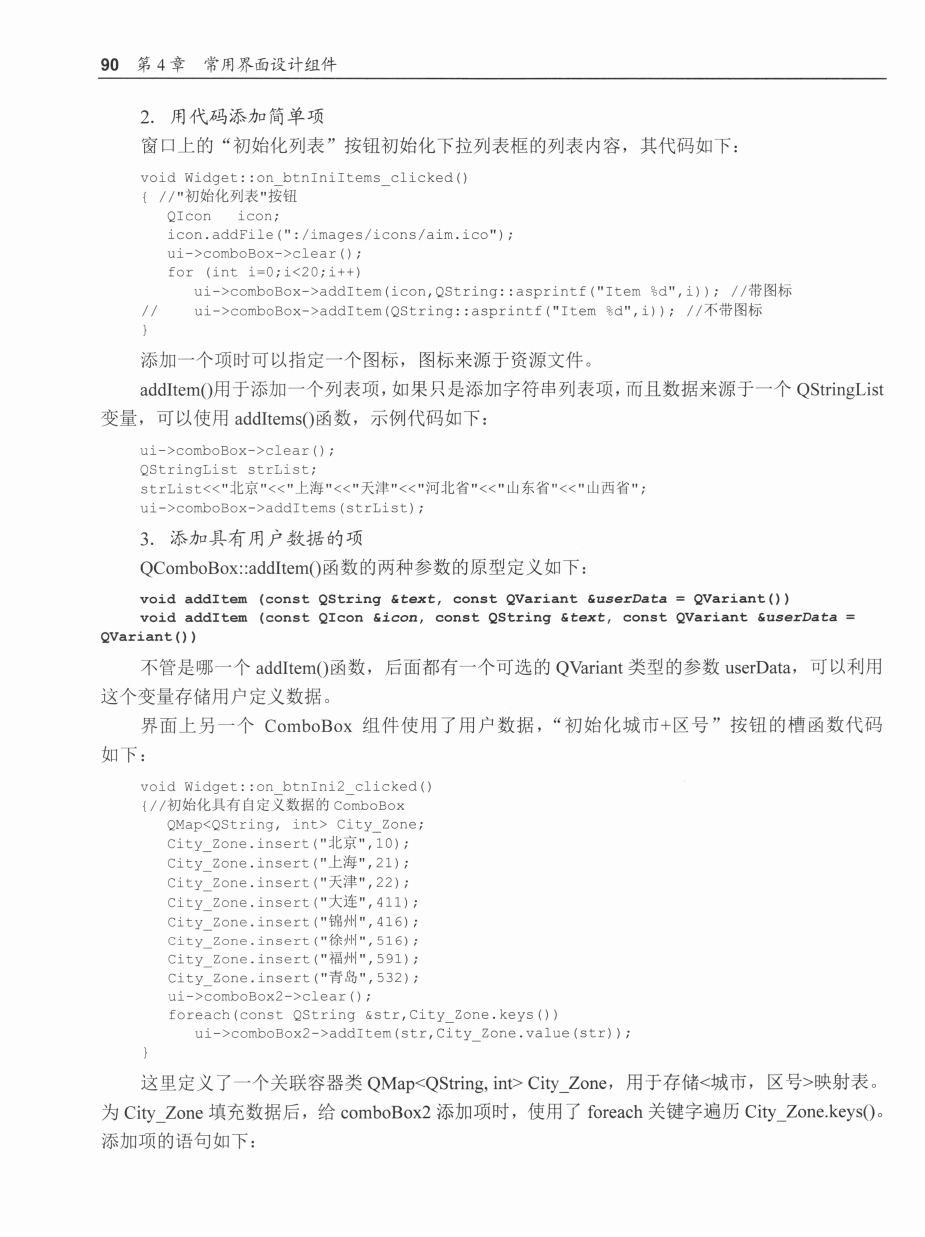 90 第 4 章 常用界面设计组件
2. 用代码添加简单项
窗口上的“初始化列表”按钮初始化下拉列表框的列表内容，其代码如下：
void Widget::on_btnIniItems_clicked()
{ //"初始化列表"按钮
QIcon icon;
icon.addFile(":/images/icons/aim.ico");
ui->comboBox->clear();
for (int i=0;i<20;i++)
ui->comboBox->addItem(icon,QString::asprintf("Item %d",i)); //带图标
// ui->comboBox->addItem(QString::asprintf("Item %d",i)); //不带图标
}
添加一个项时可以指定一个图标，图标来源于资源文件。
addItem()用于添加一个列表项，如果只是添加字符串列表项，而且数据来源于一个 QStringList
变量，可以使用 addItems()函数，示例代码如下：
ui->comboBox->clear();
QStringList strList;
strList<<"北京"<<"上海"<<"天津"<<"河北省"<<"山东省"<<"山西省";
ui->comboBox->addItems(strList);
3. 添加具有用户数据的项
QComboBox::addItem()函数的两种参数的原型定义如下：
void addItem (const QString &text, const QVariant &userData = QVariant())
void addItem (const QIcon &icon, const QString &text, const QVariant &userData =
QVariant())
不管是哪一个 addItem()函数，后面都有一个可选的 QVariant 类型的参数 userData，可以利用
这个变量存储用户定义数据。
界面上另一个 ComboBox 组件使用了用户数据，“初始化城市+区号”按钮的槽函数代码
如下：
void Widget::on_btnIni2_clicked()
{//初始化具有自定义数据的 ComboBox
QMap<QString, int> City_Zone;
City_Zone.insert("北京",10);
City_Zone.insert("上海",21);
City_Zone.insert("天津",22);
City_Zone.insert("大连",411);
City_Zone.insert("锦州",416);
City_Zone.insert("徐州",516);
City_Zone.insert("福州",591);
City_Zone.insert("青岛",532);
ui->comboBox2->clear();
foreach(const QString &str,City_Zone.keys())
ui->comboBox2->addItem(str,City_Zone.value(str));
}
这里定义了一个关联容器类 QMap<QString, int> City_Zone，用于存储<城市，区号>映射表。
为 City_Zone 填充数据后，给 comboBox2 添加项时，使用了 foreach 关键字遍历 City_Zone.keys()。
添加项的语句如下：